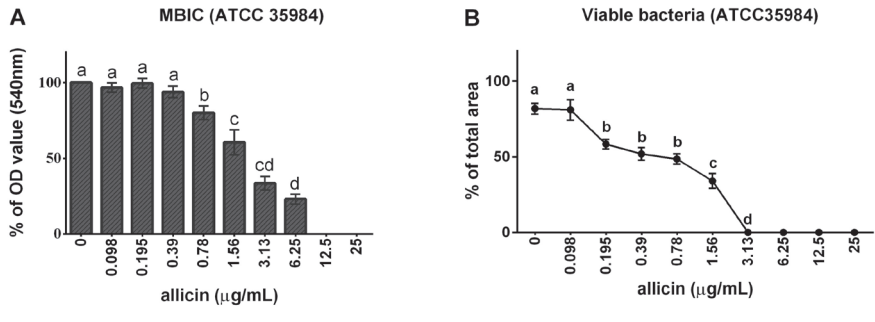 A
MBIC (ATCC 35984)
% of OD value (540nm)
100
50
0
a a a a b c cd d
0 0.098 0.195 0.39 0.78 1.56 3.13 6.25 12.5 25
allicin (μg/mL)
B
Viable bacteria (ATCC35984)
% of total area
100
50
0
a a b b b c d
0 0.098 0.195 0.39 0.78 1.56 3.13 6.25 12.5 25
allicin (μg/mL)